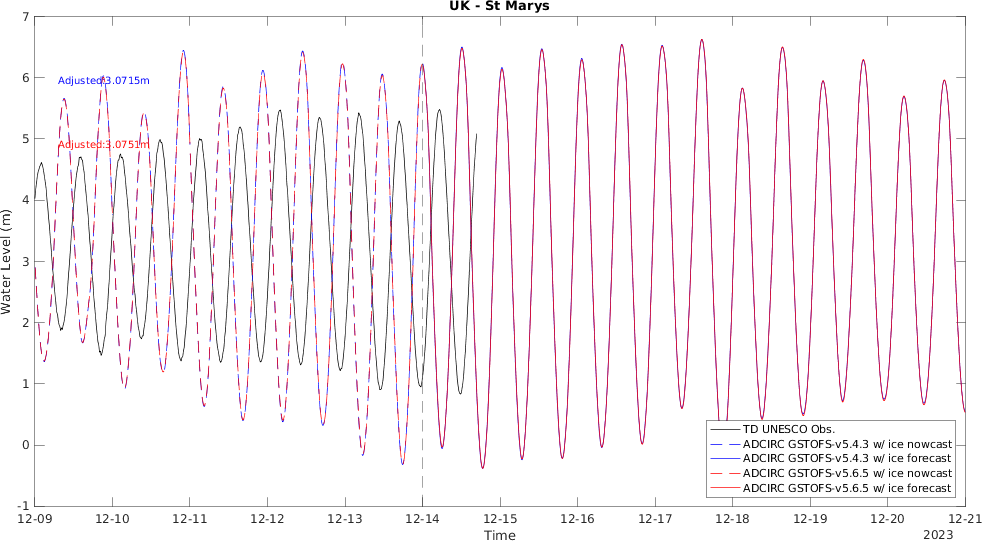 UK - St Marys
7
6
5
4
3
2
1
0
-1
Water Level (m)
Adjusted:3.0715m
Adjusted:3.0751m
TD UNESCO Obs.
ADCIRC GSTOFS-v5.4.3 w/ ice nowcast
ADCIRC GSTOFS-v5.4.3 w/ ice forecast
ADCIRC GSTOFS-v5.6.5 w/ ice nowcast
ADCIRC GSTOFS-v5.6.5 w/ ice forecast
12-09 12-10 12-11 12-12 12-13 12-14 12-15 12-16 12-17 12-18 12-19 12-20 12-21
Time
2023